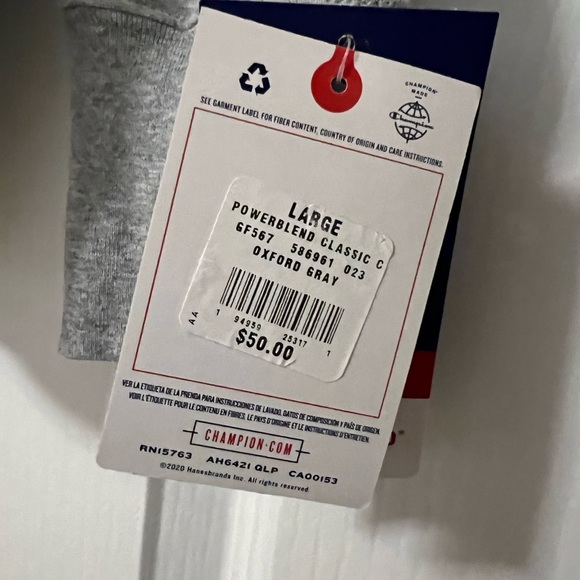 CHAMPION
MADE
Champion
SEE GARMENT LABEL FOR FIBER CONTENT, COUNTRY OF ORIGIN AND CARE INSTRUCTIONS.
LARGE
POWERBLEND CLASSIC C
GF567 586961 023
OXFORD GRAY
AA
1 94959 25317 1
$50.00
VER LA ETIQUETA DE LA PRENDA PARA INSTRUCCIONES DE LAVADO, DATOS DE COMPOSICIÓN Y PAÍS DE ORIGEN.
VOIR L'ÉTIQUETTE POUR LE CONTENU EN FIBRES, LE PAYS D'ORIGINE ET LE INSTRUCTIONS D'ENTRETIEN.
CHAMPION.COM
RN15763 AH6421 QLP CA00153
©2020 Hanesbrands Inc. All rights reserved.